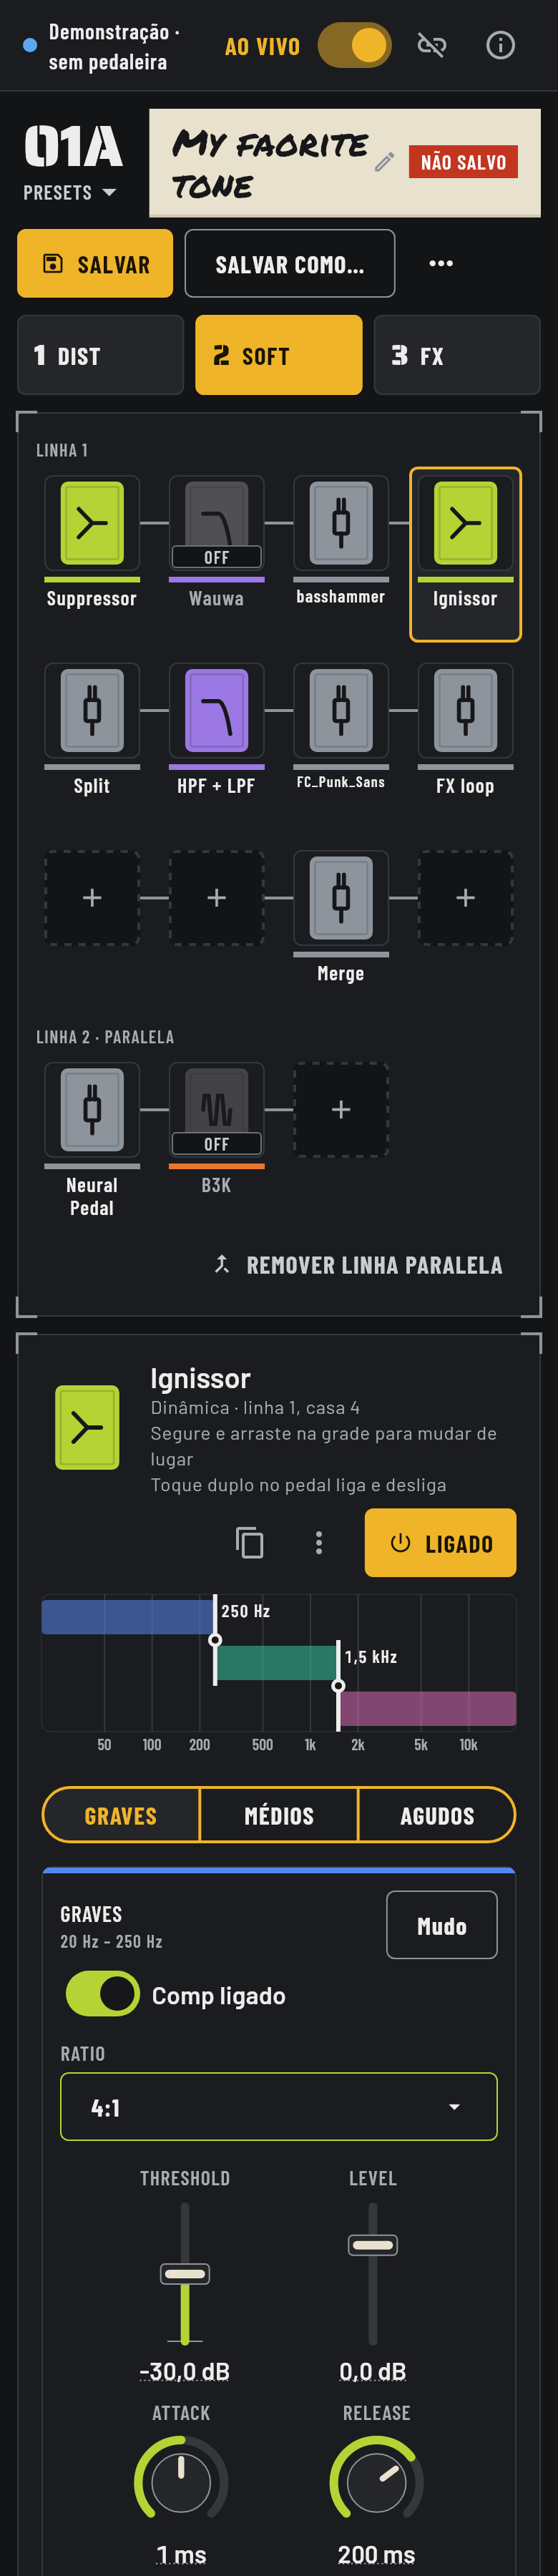 Demonstração ·
sem pedaleira
AO VIVO
01A
PRESETS
My faorite
tone
NÃO SALVO
SALVAR
SALVAR COMO...
1 DIST
2 SOFT
3 FX
LINHA 1
OFF
Suppressor
Wauwa
basshammer
Ignissor
Split
HPF + LPF
FC_Punk_Sans
FX loop
Merge
LINHA 2 · PARALELA
OFF
Neural
Pedal
B3K
REMOVER LINHA PARALELA
Ignissor
Dinâmica · linha 1, casa 4
Segure e arraste na grade para mudar de
lugar
Toque duplo no pedal liga e desliga
LIGADO
250 Hz
1,5 kHz
50 100 200 500 1k 2k 5k 10k
GRAVES
MÉDIOS
AGUDOS
GRAVES
20 Hz – 250 Hz
Mudo
Comp ligado
RATIO
4:1
THRESHOLD
LEVEL
-30,0 dB
0,0 dB
ATTACK
RELEASE
1 ms
200 ms